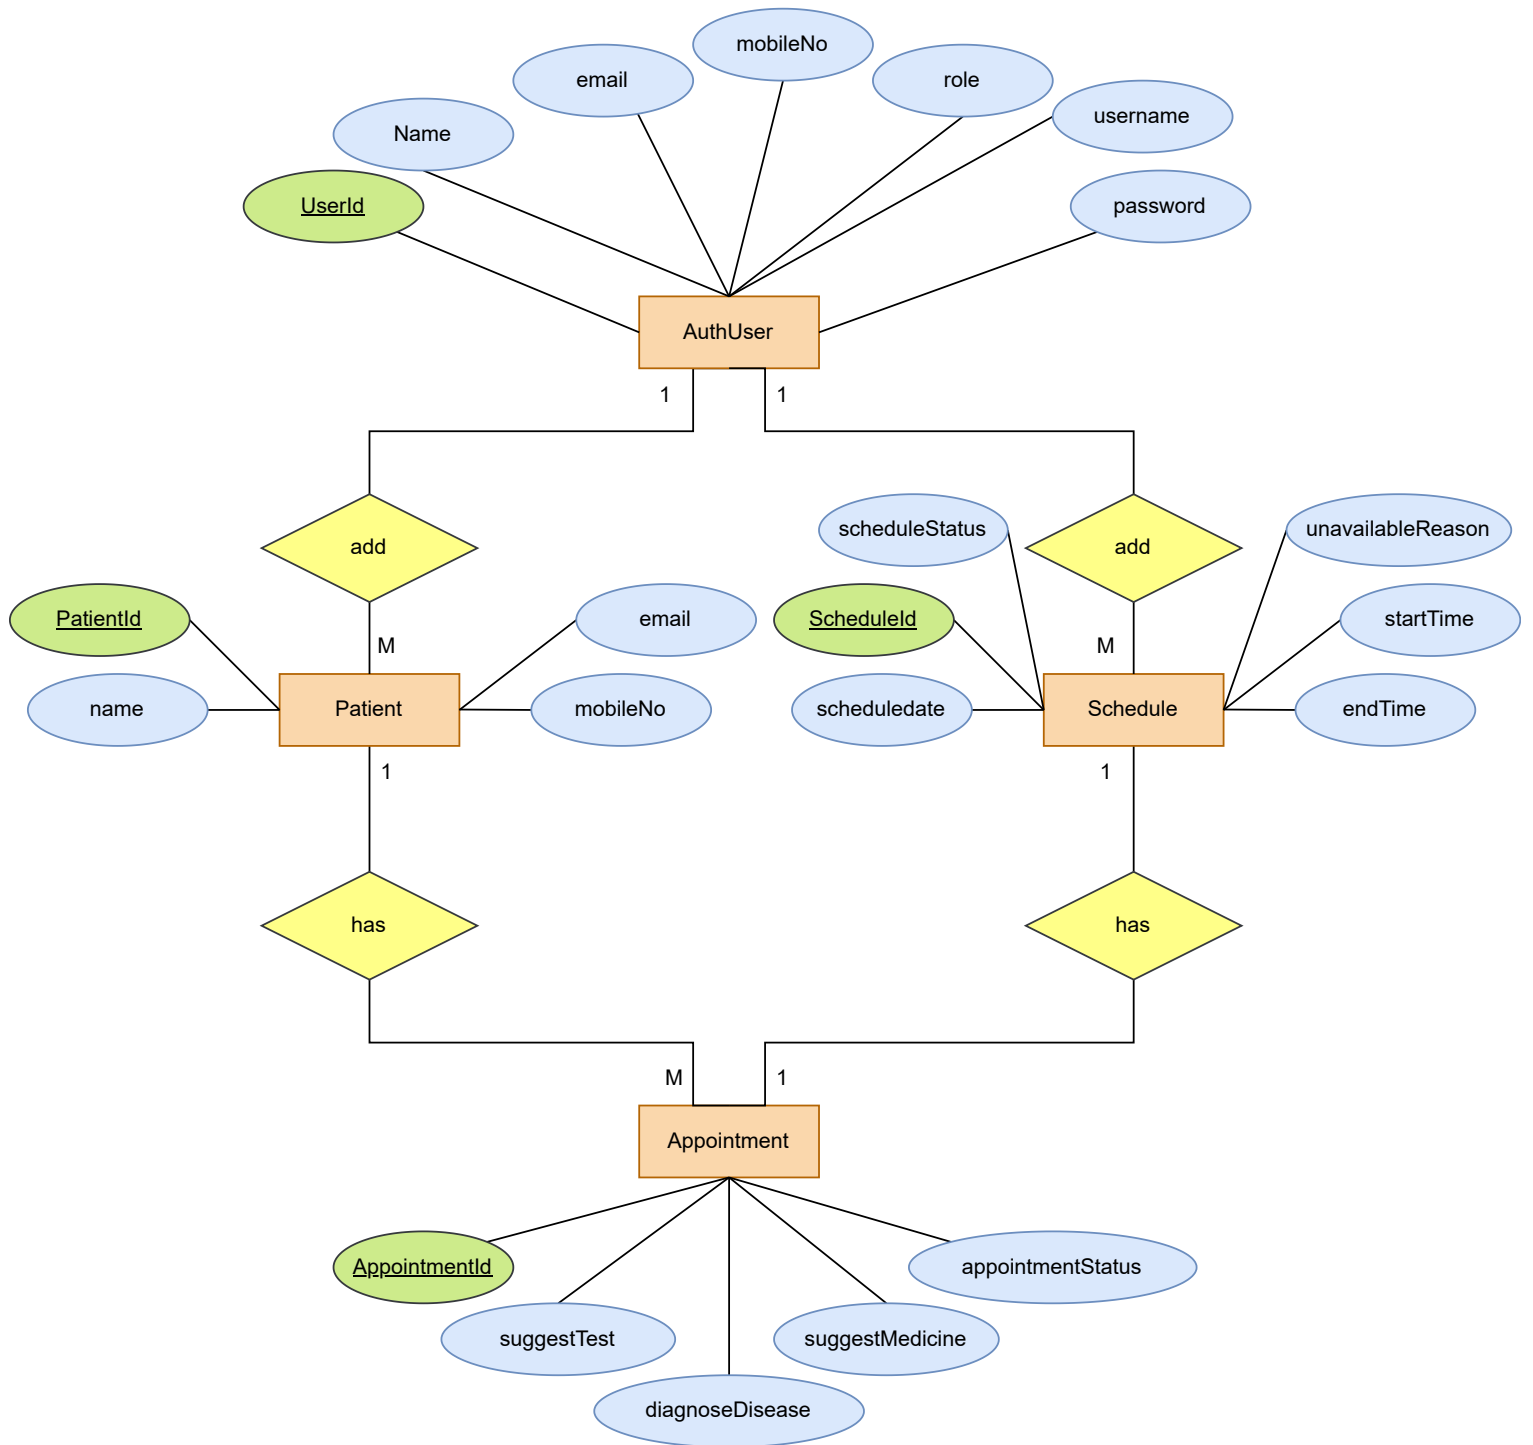 mobileNo
email
role
username
Name
UserId
password
AuthUser
1
1
scheduleStatus
unavailableReason
add
add
PatientId
email
ScheduleId
startTime
M
M
name
Patient
mobileNo
scheduledate
Schedule
endTime
1
1
has
has
M
1
Appointment
AppointmentId
appointmentStatus
suggestTest
suggestMedicine
diagnoseDisease